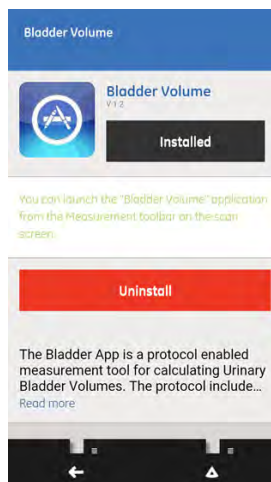 Bladder Volume
Bladder Volume
V 1.2
Installed
You can launch the "Bladder Volume" application
from the Measurement toolbar on the scan
screen.
Uninstall
The Bladder App is a protocol enabled
measurement tool for calculating Urinary
Bladder Volumes. The protocol include...
Read more